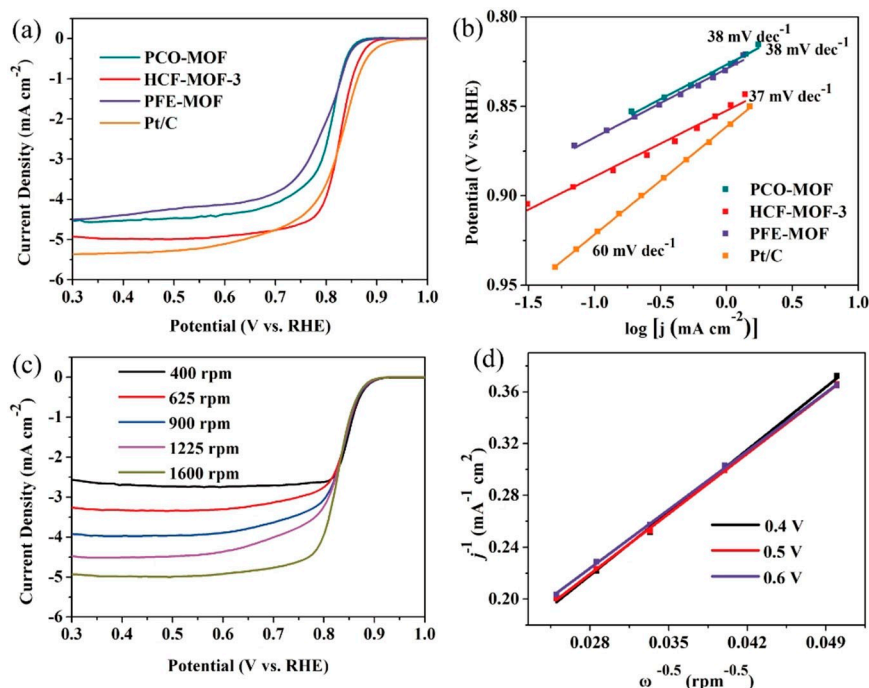 (a)
0
-1
-2
-3
-4
-5
-6
Current Density (mA cm-2)
PCO-MOF
HCF-MOF-3
PFE-MOF
Pt/C
0.3 0.4 0.5 0.6 0.7 0.8 0.9 1.0
Potential (V vs. RHE)
(b)
0.80
0.85
0.90
0.95
Potential (V vs. RHE)
38 mV dec-1
38 mV dec-1
37 mV dec-1
60 mV dec-1
PCO-MOF
HCF-MOF-3
PFE-MOF
Pt/C
-1.5 -1.0 -0.5 0.0 0.5 1.0
log [j (mA cm-2)]
(c)
0
-1
-2
-3
-4
-5
-6
Current Density (mA cm-2)
400 rpm
625 rpm
900 rpm
1225 rpm
1600 rpm
0.3 0.4 0.5 0.6 0.7 0.8 0.9 1.0
Potential (V vs. RHE)
(d)
0.36
0.32
0.28
0.24
0.20
j-1 (mA-1 cm2)
0.4 V
0.5 V
0.6 V
0.028 0.035 0.042 0.049
ω-0.5 (rpm-0.5)